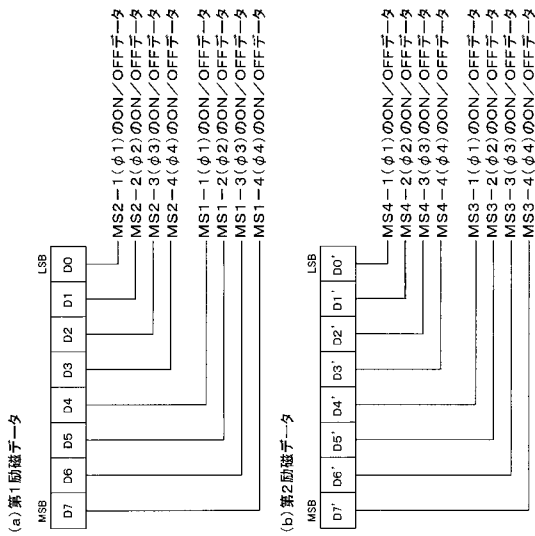 (a)第1励磁データ
MSB LSB
D7 D6 D5 D4 D3 D2 D1 D0
MS2-1(φ1)のON/OFFデータ
MS2-2(φ2)のON/OFFデータ
MS2-3(φ3)のON/OFFデータ
MS2-4(φ4)のON/OFFデータ
MS1-1(φ1)のON/OFFデータ
MS1-2(φ2)のON/OFFデータ
MS1-3(φ3)のON/OFFデータ
MS1-4(φ4)のON/OFFデータ
(b)第2励磁データ
MSB LSB
D7' D6' D5' D4' D3' D2' D1' D0'
MS4-1(φ1)のON/OFFデータ
MS4-2(φ2)のON/OFFデータ
MS4-3(φ3)のON/OFFデータ
MS4-4(φ4)のON/OFFデータ
MS3-1(φ1)のON/OFFデータ
MS3-2(φ2)のON/OFFデータ
MS3-3(φ3)のON/OFFデータ
MS3-4(φ4)のON/OFFデータ